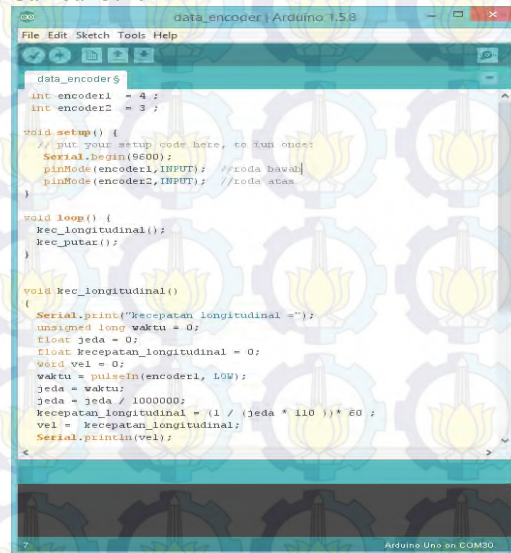 data_encoder | Arduino 1.5.8
File Edit Sketch Tools Help
data_encoder §
int encoder1 = 4 ;
int encoder2 = 3 ;
void setup() {
// put your setup code here, to run once:
Serial.begin(9600);
pinMode(encoder1,INPUT); //roda bawah
pinMode(encoder2,INPUT); //roda atas
}
void loop() {
kec_longitudinal();
kec_putar();
}
void kec_longitudinal()
{
Serial.print("kecepatan longitudinal =");
unsigned long waktu = 0;
float jeda = 0;
float kecepatan_longitudinal = 0;
word vel = 0;
waktu = pulseIn(encoder1, LOW);
jeda = waktu;
jeda = jeda / 1000000;
kecepatan_longitudinal = (1 / (jeda * 110 ))* 60 ;
vel = kecepatan_longitudinal;
Serial.println(vel);
7
Arduino Uno on COM30